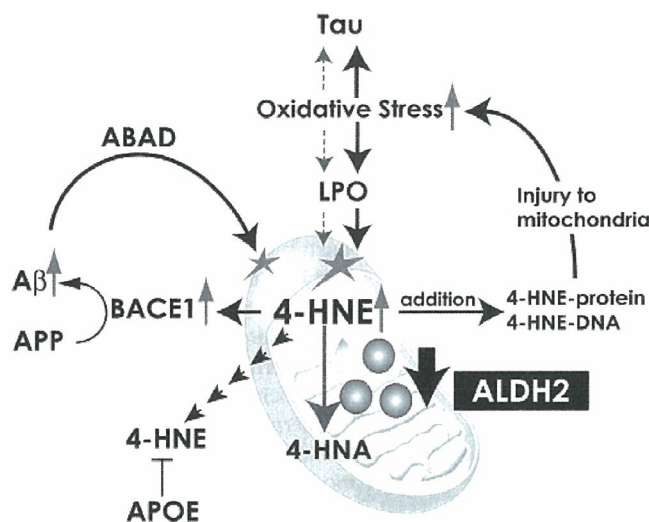 Tau
Oxidative Stress
ABAD
LPO
Injury to
mitochondria
Aβ
BACE1
4-HNE
addition
4-HNE-protein
4-HNE-DNA
APP
ALDH2
4-HNE
4-HNA
APOE